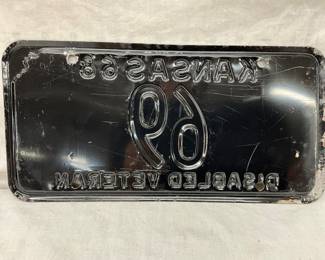 KANSAS 68
69
DISABLED VETERAN